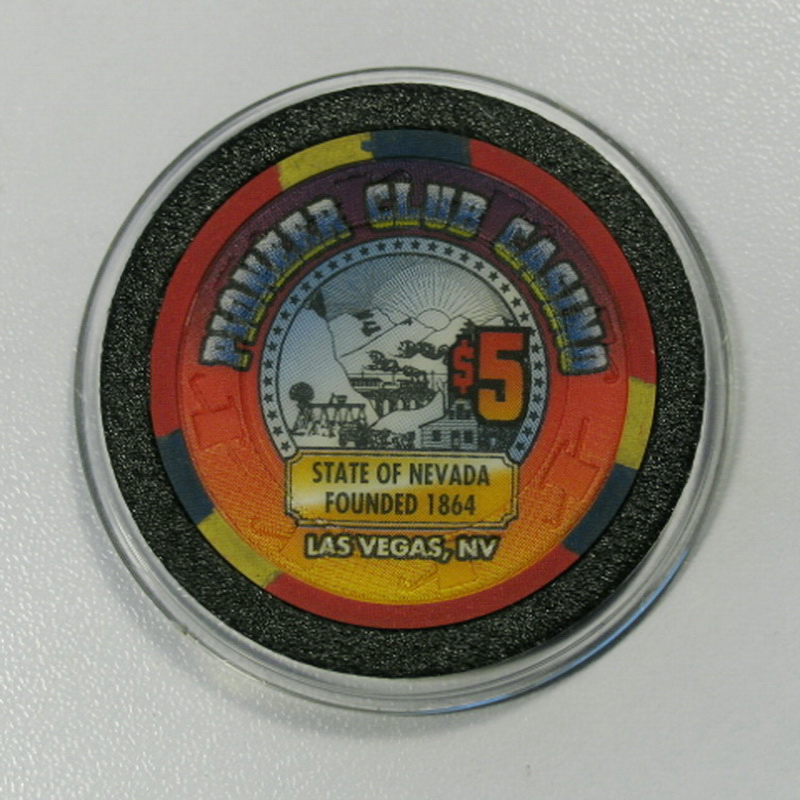 PIONEER CLUB CASINO
$5
STATE OF NEVADA
FOUNDED 1864
LAS VEGAS, NV